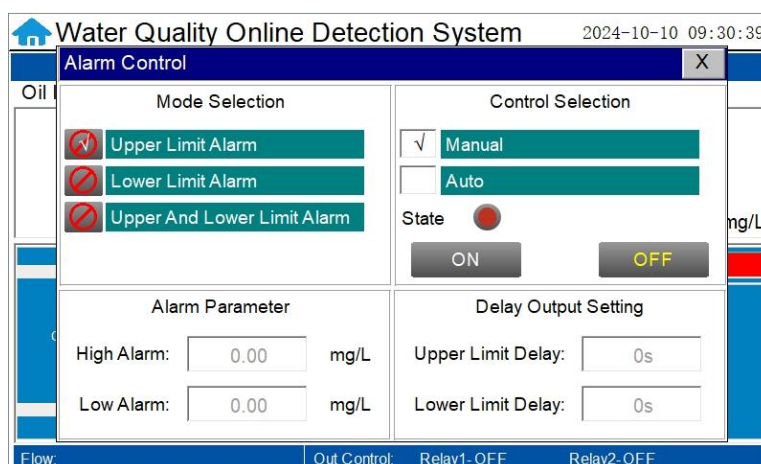 Water Quality Online Detection System 2024-10-10 09:30:39
Alarm Control X
Oil
Mode Selection
√ Upper Limit Alarm
Lower Limit Alarm
Upper And Lower Limit Alarm
Control Selection
√ Manual
Auto
State
ON OFF
mg/L
Alarm Parameter
High Alarm: 0.00 mg/L
Low Alarm: 0.00 mg/L
Delay Output Setting
Upper Limit Delay: 0s
Lower Limit Delay: 0s
Flow: Out Control: Relay1-OFF Relay2-OFF